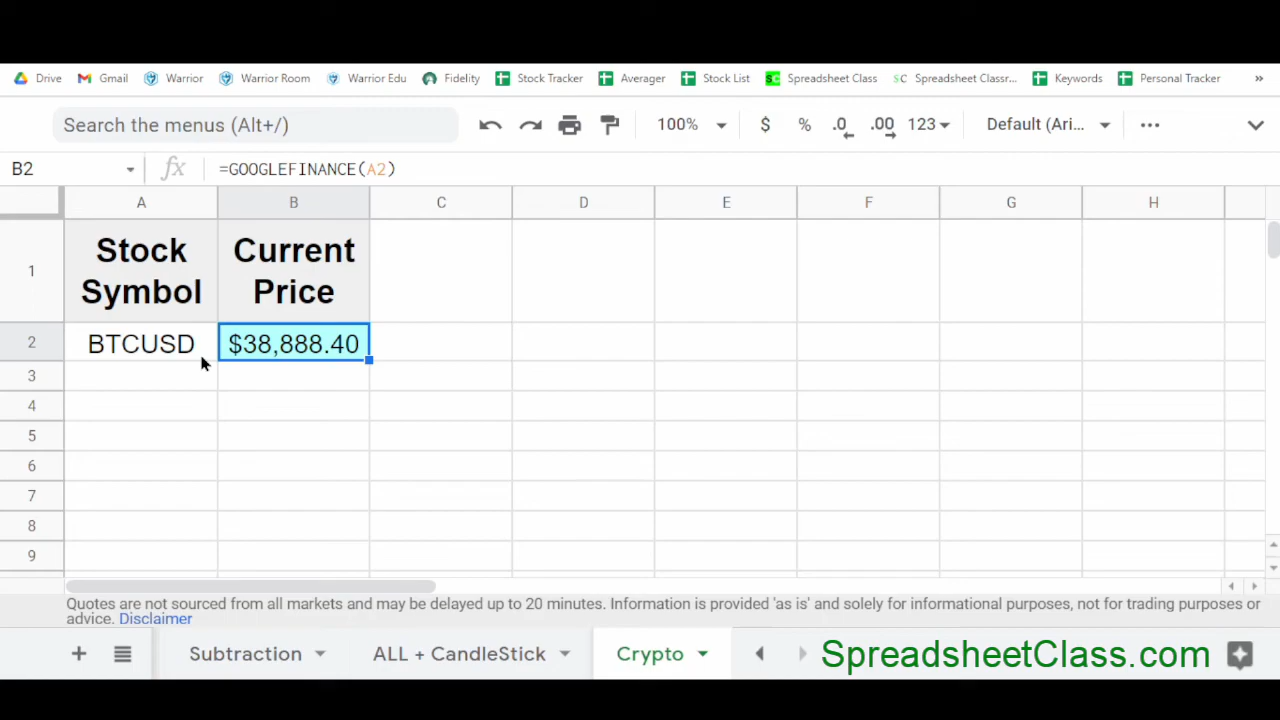 Drive Gmail Warrior Warrior Room Warrior Edu Fidelity Stock Tracker Averager Stock List Spreadsheet Class Spreadsheet Classr... Keywords Personal Tracker »
Search the menus (Alt+/) 100% $ % .0 .00 123 Default (Ari... ...
B2 fx =GOOGLEFINANCE(A2)
A B C D E F G H
1 Stock Symbol Current Price
2 BTCUSD $38,888.40
3
4
5
6
7
8
9
Quotes are not sourced from all markets and may be delayed up to 20 minutes. Information is provided 'as is' and solely for informational purposes, not for trading purposes or
advice. Disclaimer
+ Subtraction ALL + CandleStick Crypto SpreadsheetClass.com